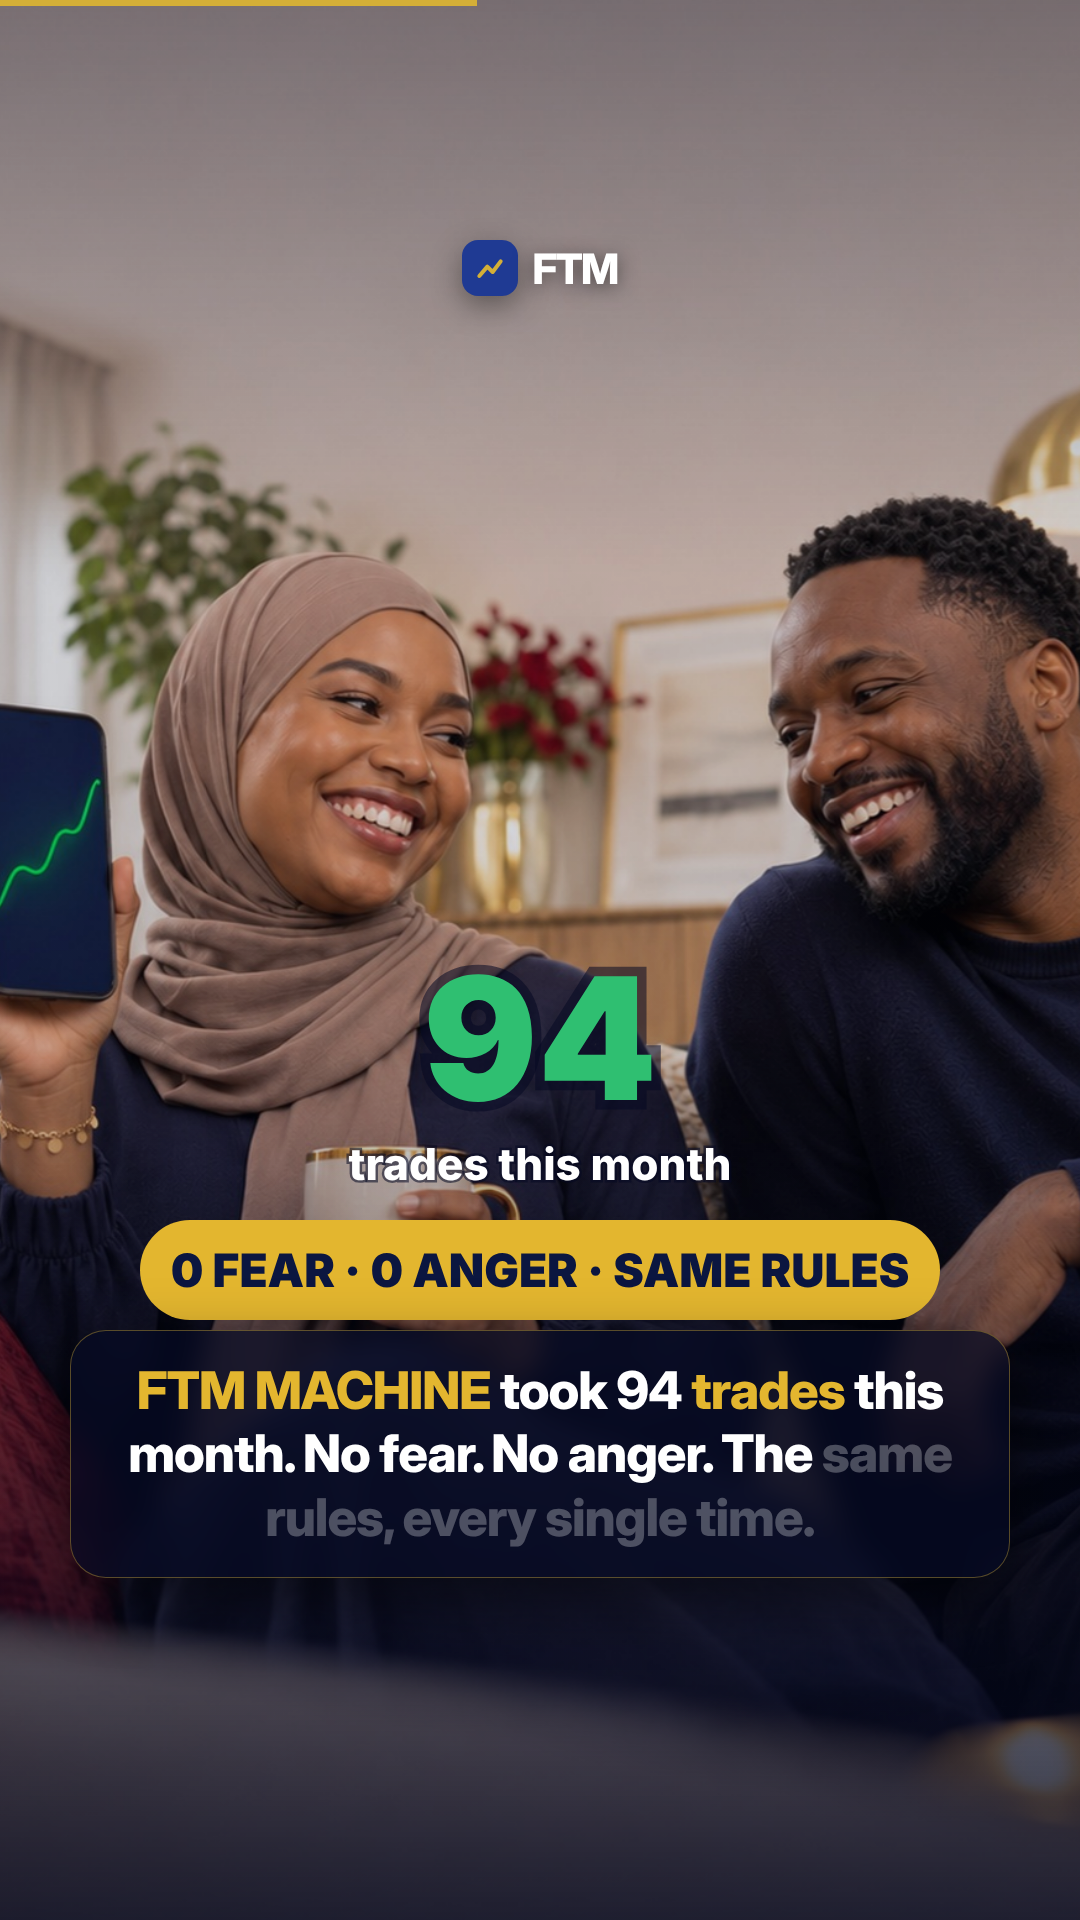 FTM
94
trades this month
0 FEAR · 0 ANGER · SAME RULES
FTM MACHINE took 94 trades this
month. No fear. No anger. The same
rules, every single time.